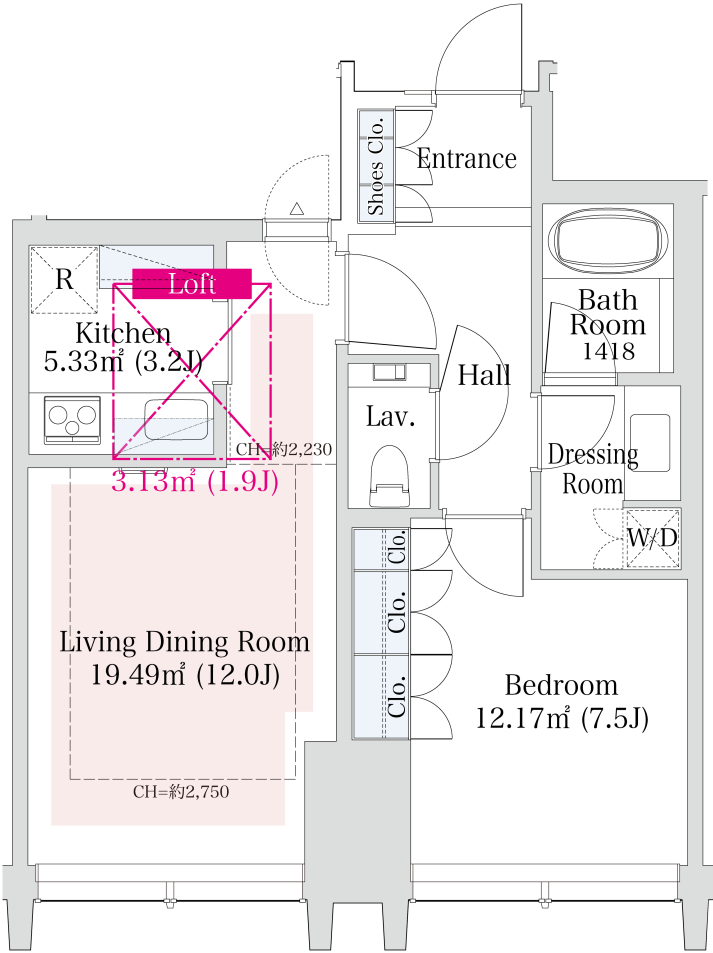 Shoes Clo.
Entrance
Loft
R
Kitchen
5.33㎡ (3.2J)
Bath
Room
1418
Hall
Lav.
CH=約2,230
3.13㎡ (1.9J)
Dressing
Room
W/D
Clo.
Clo.
Clo.
Living Dining Room
19.49㎡ (12.0J)
Bedroom
12.17㎡ (7.5J)
CH=約2,750